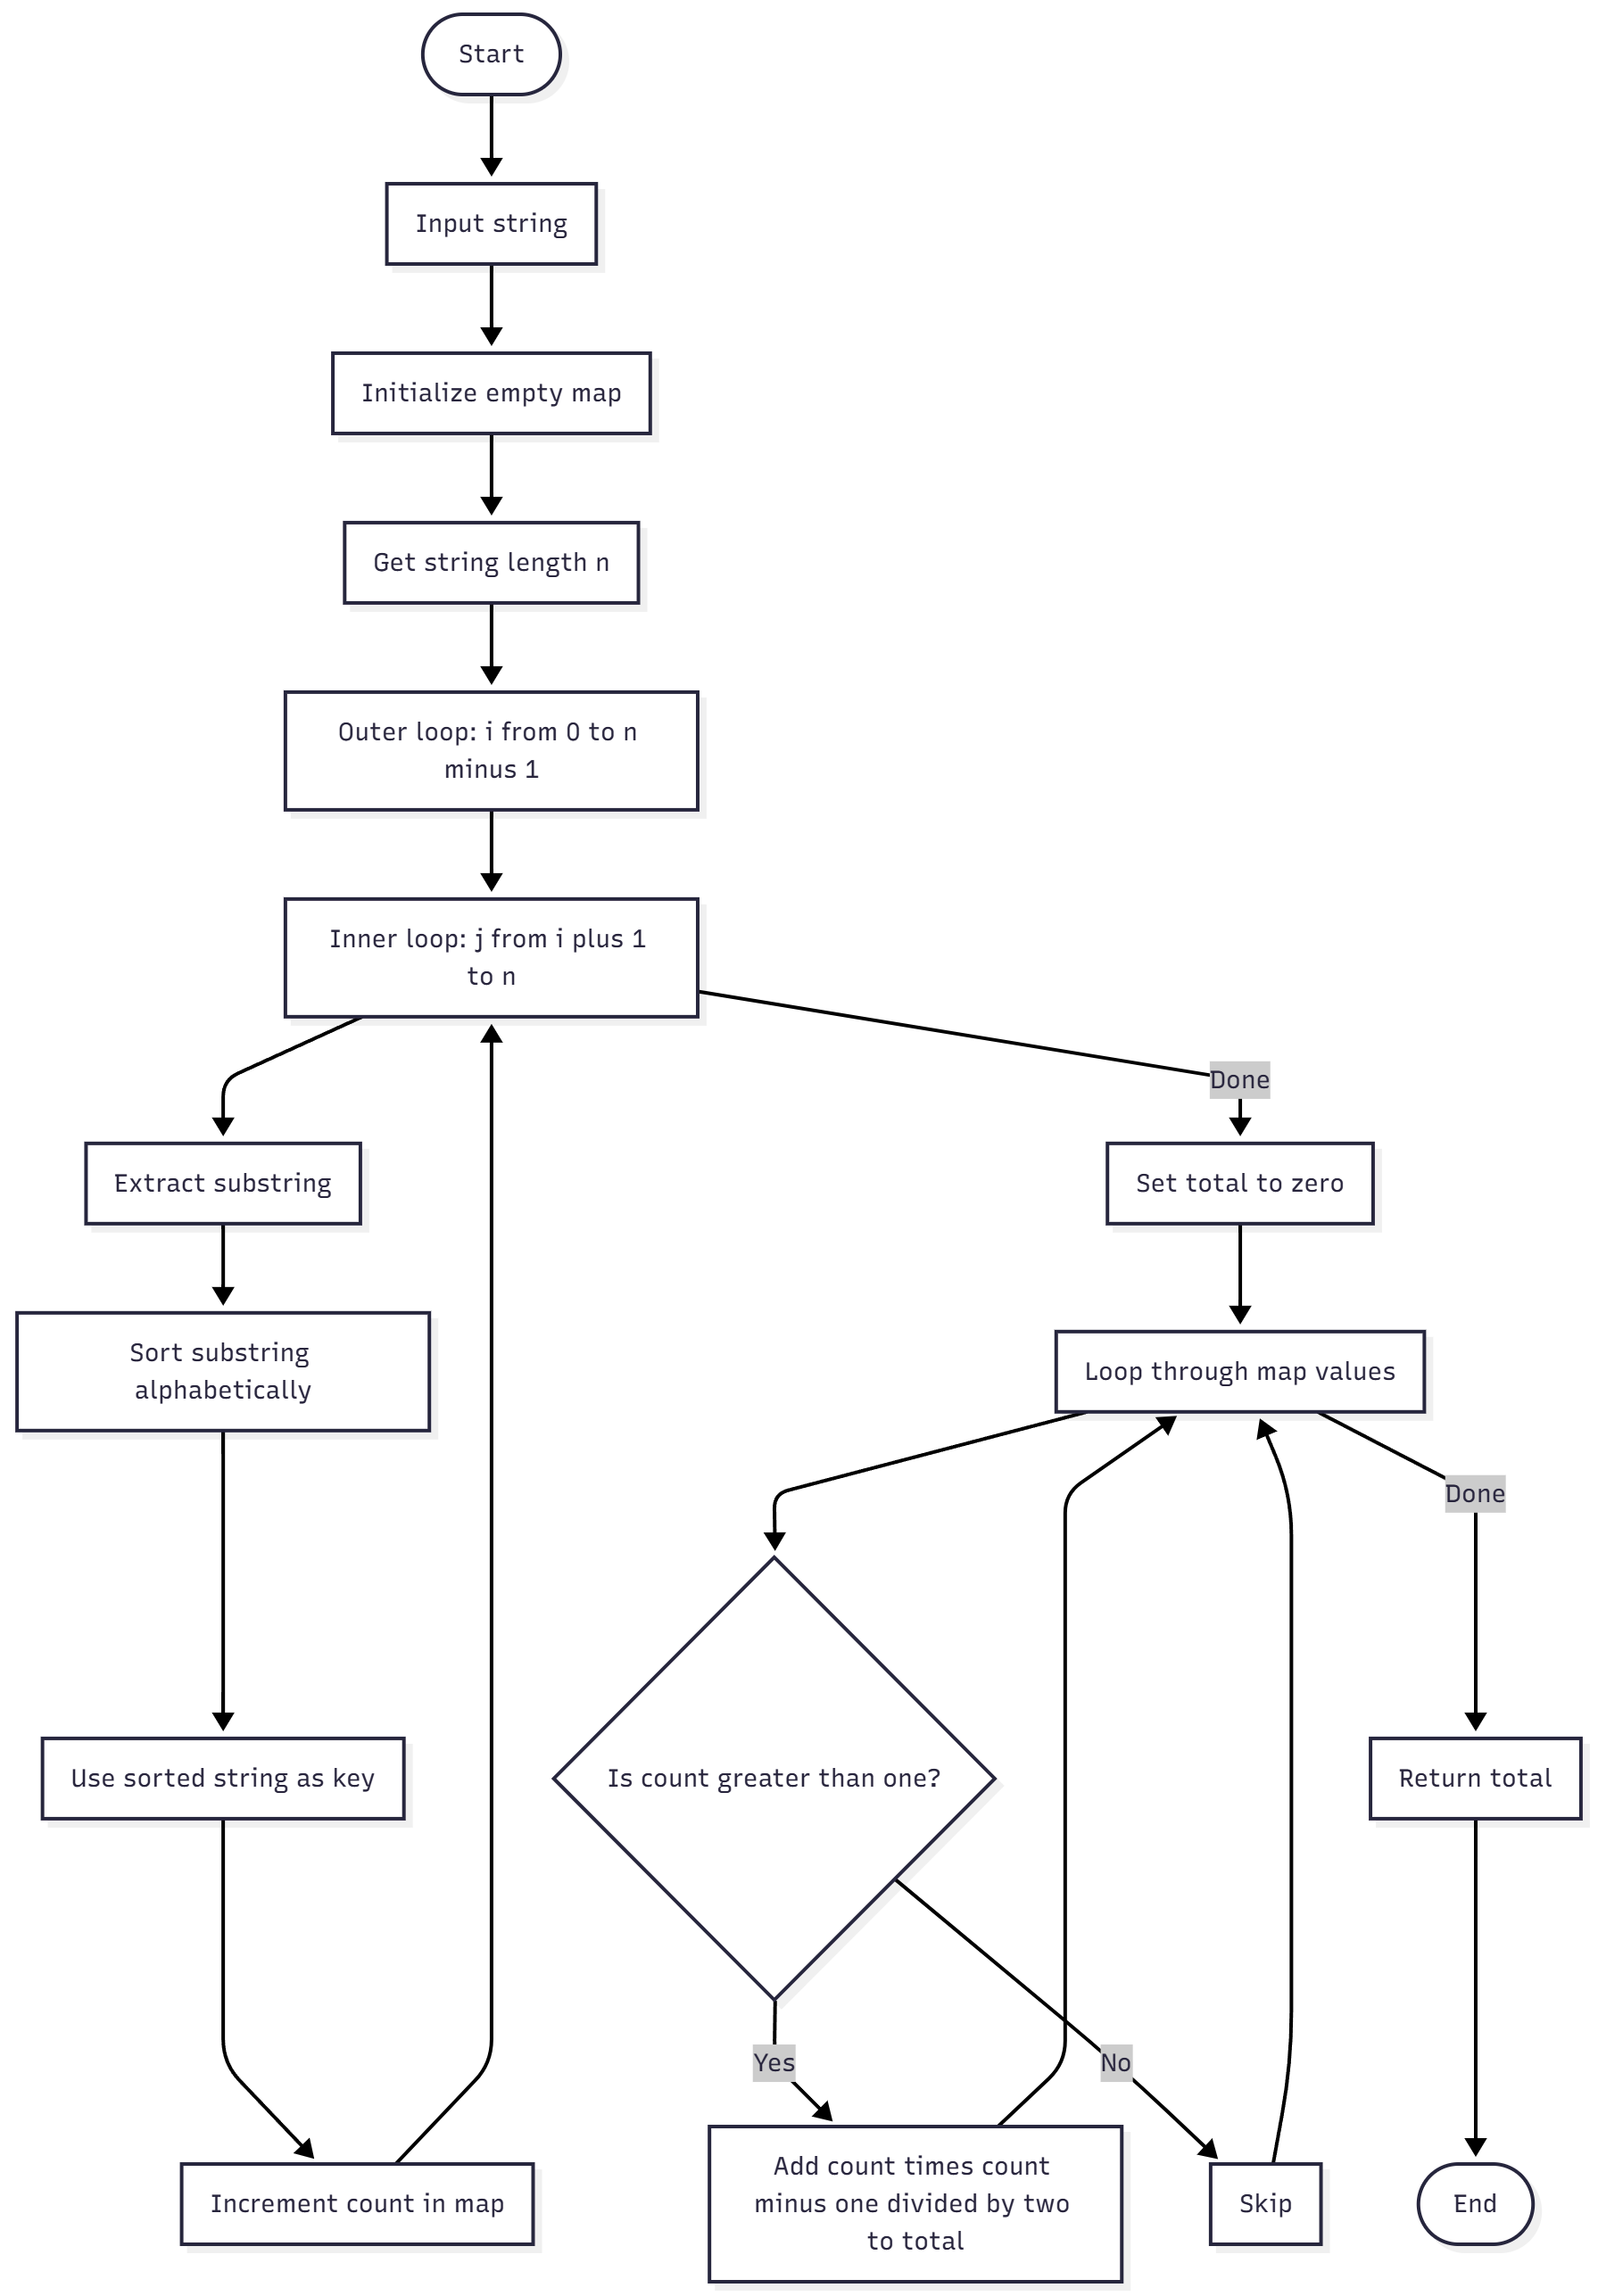 Start
Input string
Initialize empty map
Get string length n
Outer loop: i from 0 to n
minus 1
Inner loop: j from i plus 1
to n
Done
Extract substring
Set total to zero
Sort substring
alphabetically
Loop through map values
Done
Use sorted string as key
Is count greater than one?
Return total
Yes
No
Increment count in map
Add count times count
minus one divided by two
to total
Skip
End